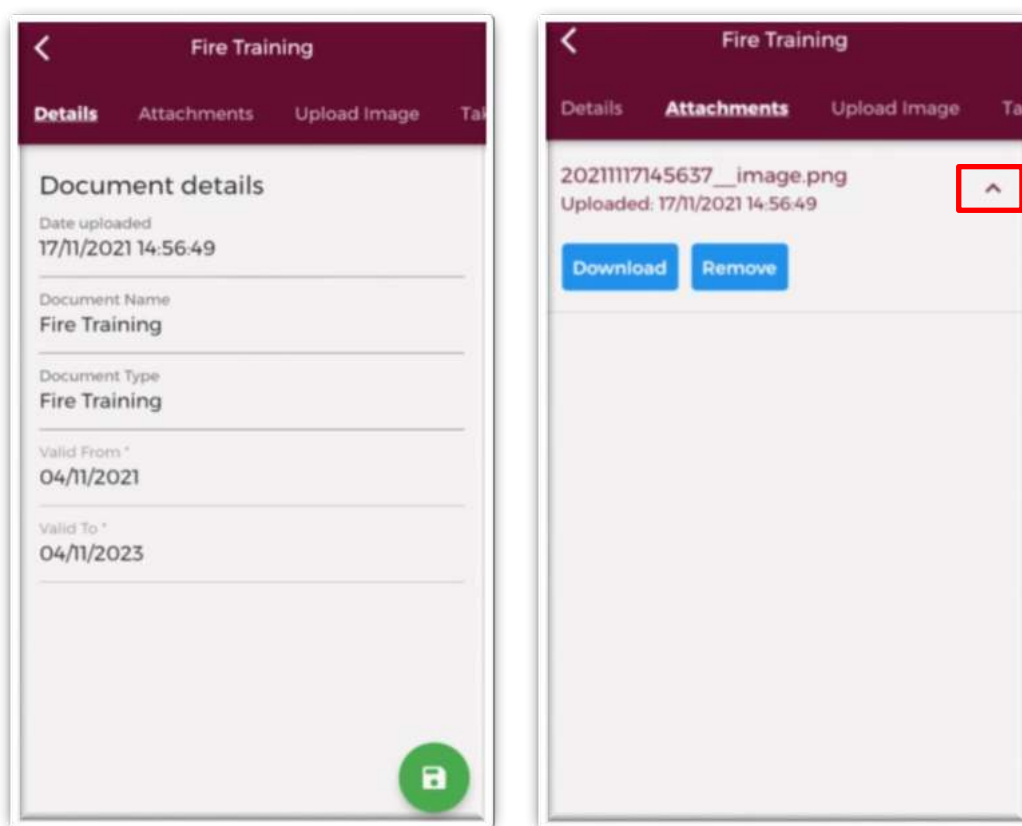 Fire Training
Details Attachments Upload Image
Document details
Date uploaded
17/11/2021 14:56:49
Document Name
Fire Training
Document Type
Fire Training
Valid From *
04/11/2021
Valid To *
04/11/2023
Fire Training
Details Attachments Upload Image
20211117145637__image.png
Uploaded: 17/11/2021 14:56:49
Download Remove